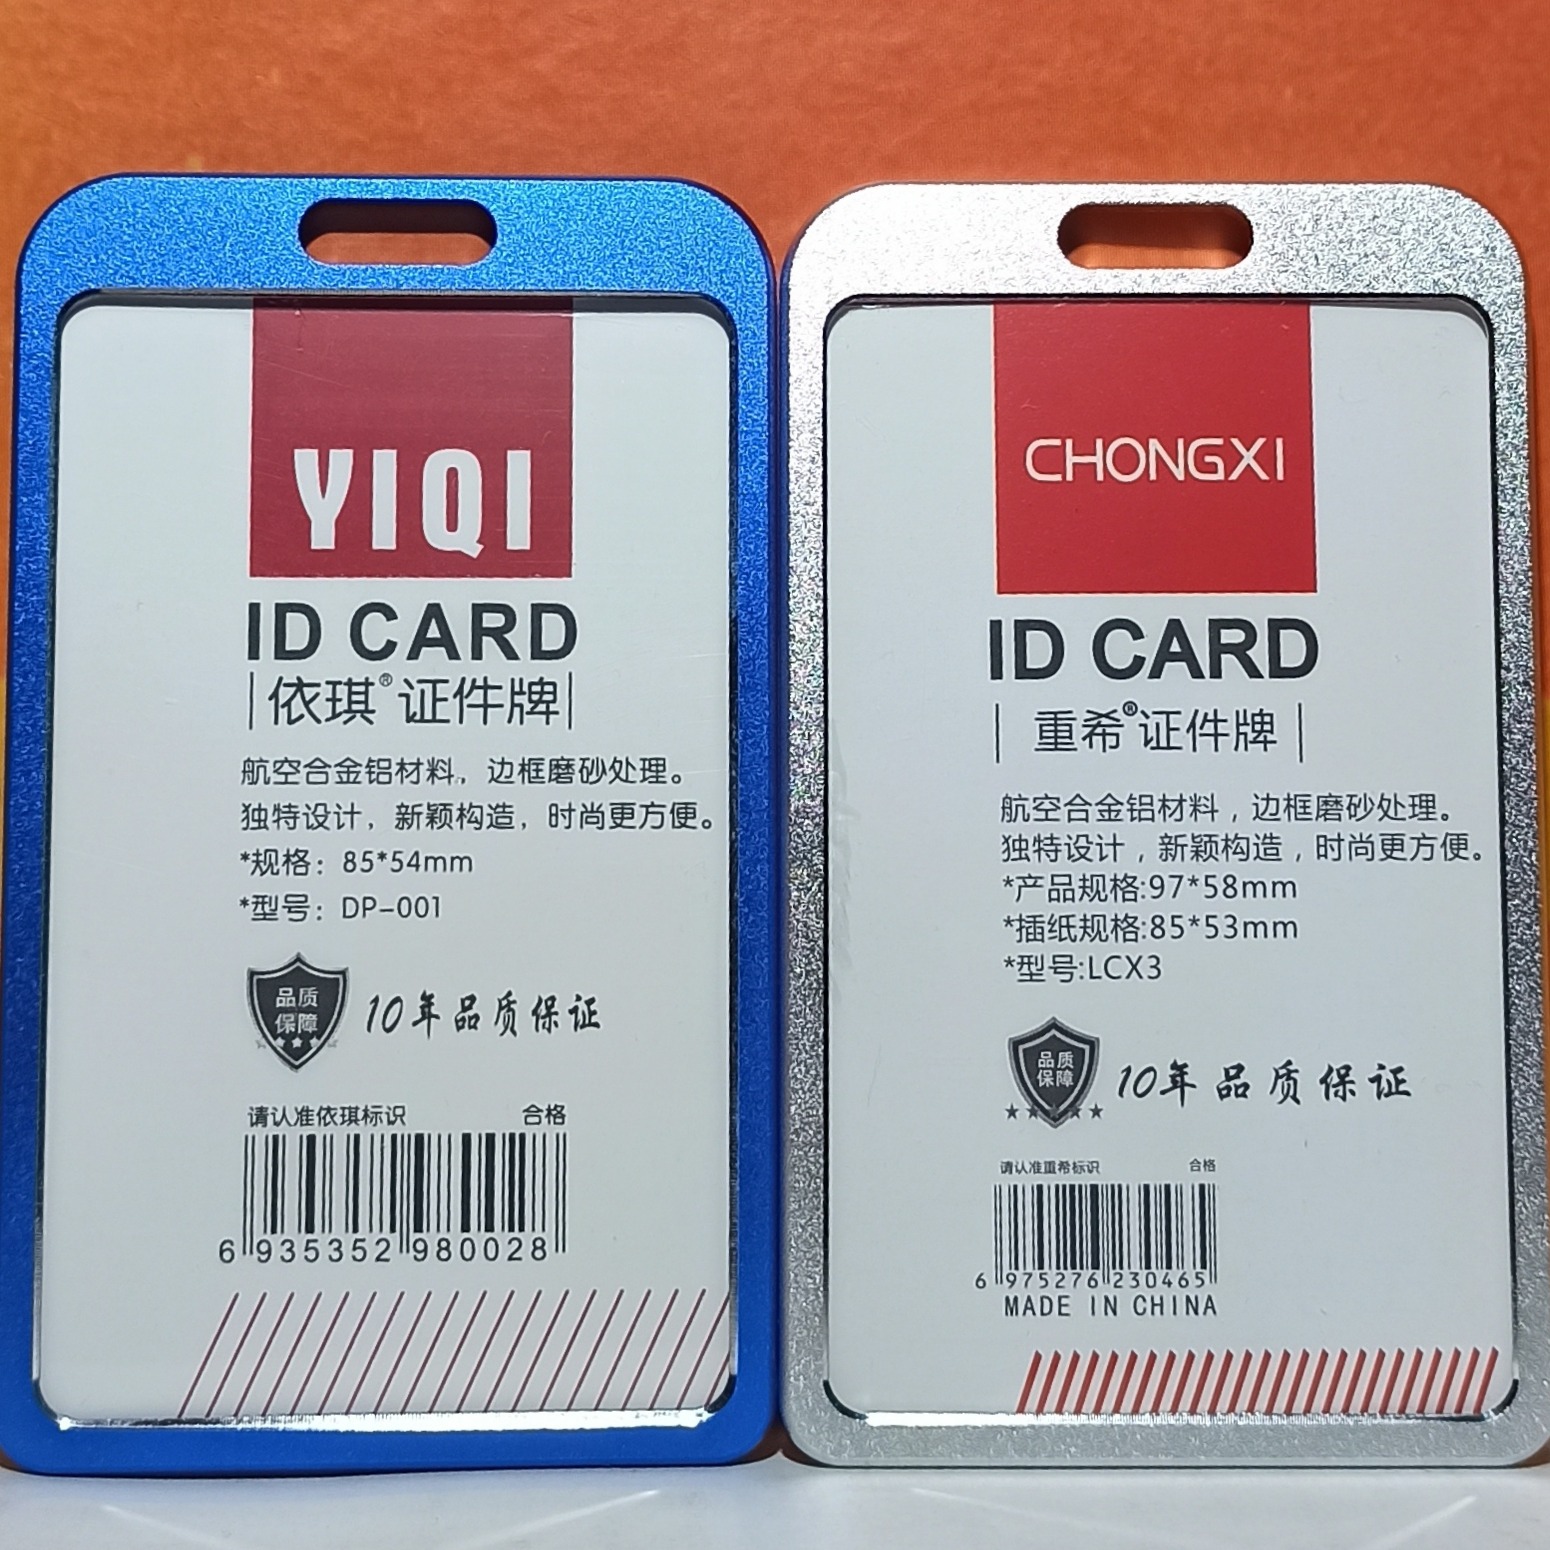 YIQI
ID CARD
依琪®证件牌
航空合金铝材料，边框磨砂处理。
独特设计，新颖构造，时尚更方便。
*规格：85*54mm
*型号：DP-001
品质
保障
10年品质保证
请认准依琪标识 合格
6 935352 980028
CHONGXI
ID CARD
重希®证件牌
航空合金铝材料，边框磨砂处理。
独特设计，新颖构造，时尚更方便。
*产品规格:97*58mm
*插纸规格:85*53mm
*型号:LCX3
品质
保障
10年品质保证
请认准重希标识 合格
6 975276 230465
MADE IN CHINA